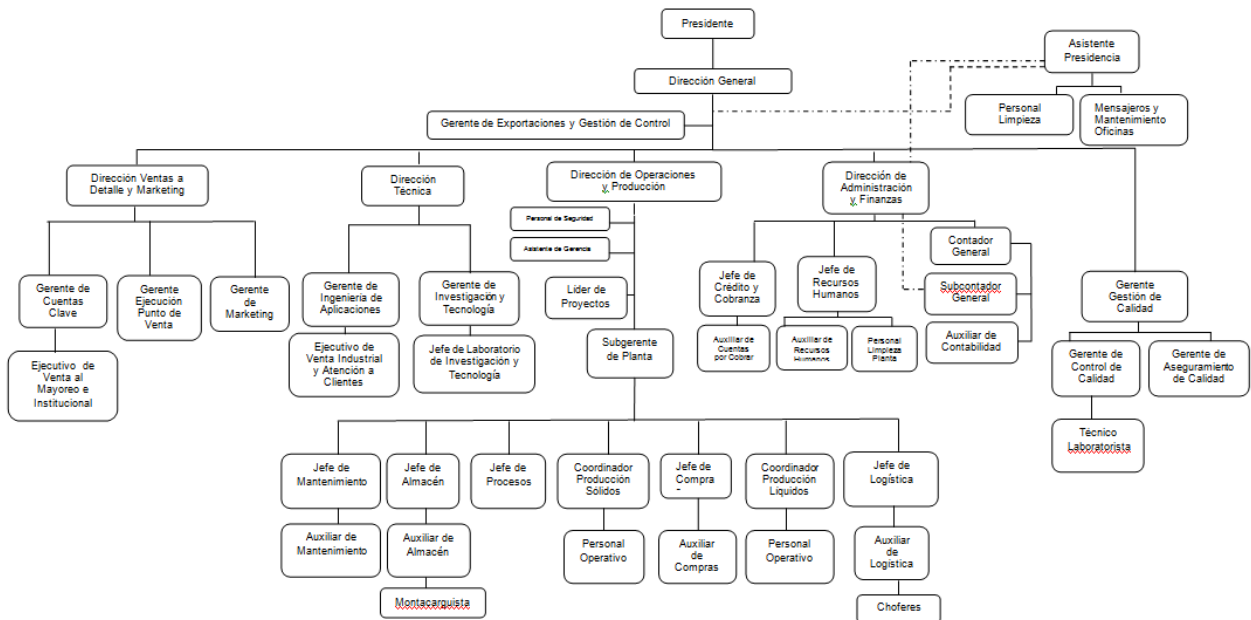 Presidente
Asistente
Presidencia
Dirección General
Personal
Limpieza
Mensajeros y
Mantenimiento
Oficinas
Gerente de Exportaciones y Gestión de Control
Dirección Ventas a
Detalle y Marketing
Dirección
Técnica
Dirección de Operaciones
y Producción
Dirección de
Administración
y Finanzas
Personal de Seguridad
Asistente de Gerencia
Contador
General
Gerente de
Cuentas
Clave
Gerente
Ejecución
Punto de
Venta
Gerente
de
Marketing
Gerente de
Ingeniería de
Aplicaciones
Gerente de
Investigación y
Tecnología
Líder de
Proyectos
Jefe de
Crédito y
Cobranza
Jefe de
Recursos
Humanos
Subcontador
General
Gerente
Gestión de
Calidad
Ejecutivo de
Venta al
Mayoreo e
Institucional
Ejecutivo de
Venta Industrial
y Atención a
Clientes
Jefe de Laboratorio
de Investigación y
Tecnología
Subgerente
de Planta
Auxiliar de
Cuentas
por Cobrar
Auxiliar de
Recursos
Humanos
Personal
Limpieza
Planta
Auxiliar de
Contabilidad
Gerente de
Control de
Calidad
Gerente de
Aseguramiento
de Calidad
Técnico
Laboratorista
Jefe de
Mantenimiento
Jefe de
Almacén
Jefe de
Procesos
Coordinador
Producción
Sólidos
Jefe de
Compra
Coordinador
Producción
Líquidos
Jefe de
Logística
Auxiliar de
Mantenimiento
Auxiliar de
Almacén
Personal
Operativo
Auxiliar
de
Compras
Personal
Operativo
Auxiliar
de
Logística
Montacarguista
Choferes